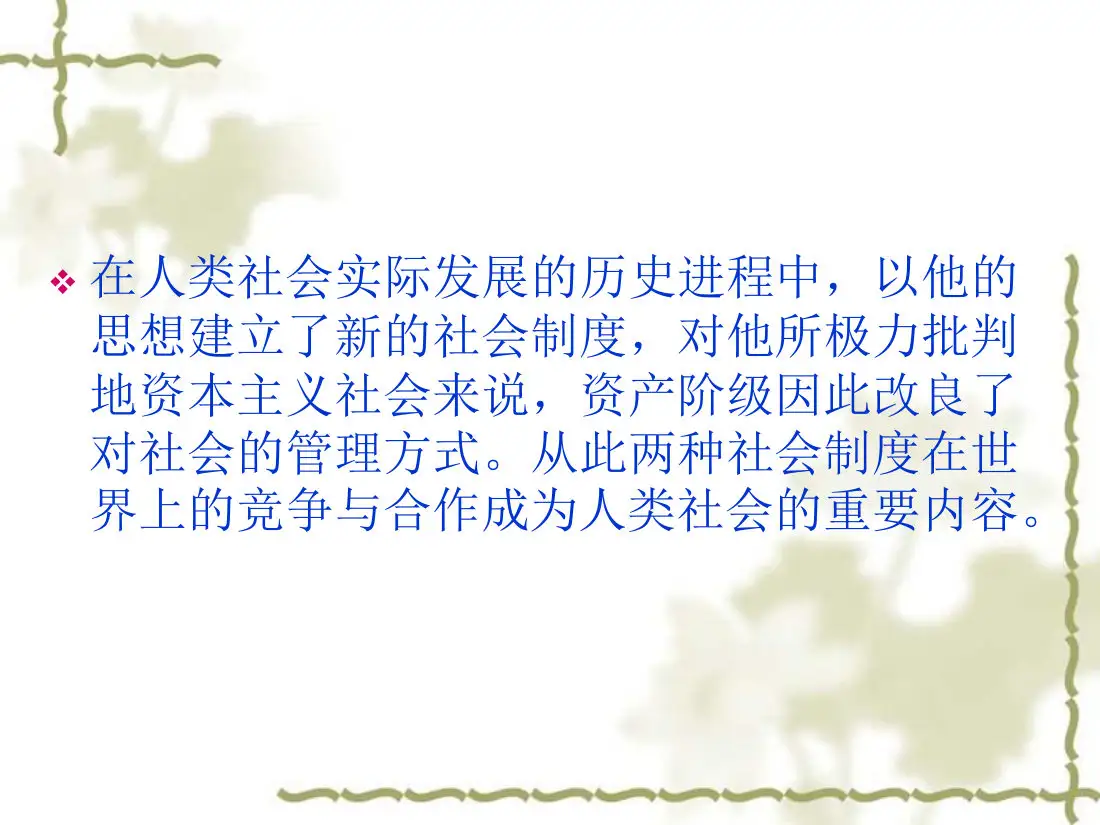 在人类社会实际发展的历史进程中，以他的
思想建立了新的社会制度，对他所极力批判
地资本主义社会来说，资产阶级因此改良了
对社会的管理方式。从此两种社会制度在世
界上的竞争与合作成为人类社会的重要内容。